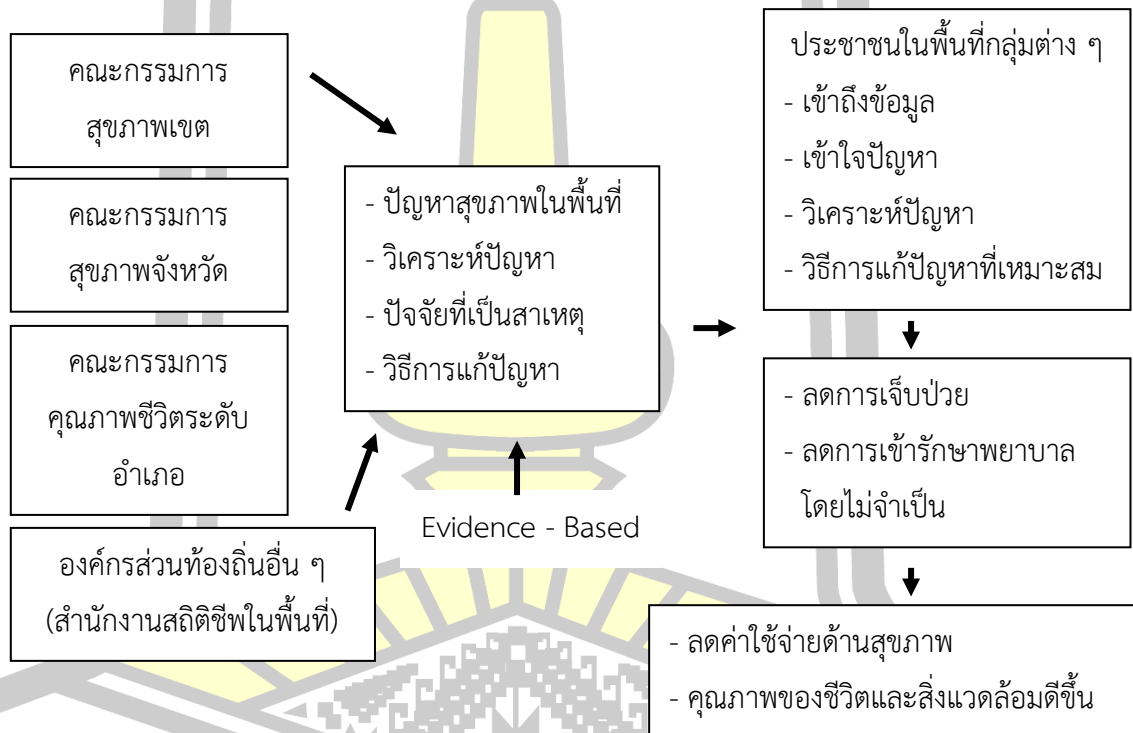 คณะกรรมการ
สุขภาพเขต
คณะกรรมการ
สุขภาพจังหวัด
คณะกรรมการ
คุณภาพชีวิตระดับ
อำเภอ
องค์กรส่วนท้องถิ่นอื่น ๆ
(สำนักงานสถิติชีพในพื้นที่)
- ปัญหาสุขภาพในพื้นที่
- วิเคราะห์ปัญหา
- ปัจจัยที่เป็นสาเหตุ
- วิธีการแก้ปัญหา
Evidence - Based
ประชาชนในพื้นที่กลุ่มต่าง ๆ
- เข้าถึงข้อมูล
- เข้าใจปัญหา
- วิเคราะห์ปัญหา
- วิธีการแก้ปัญหาที่เหมาะสม
- ลดการเจ็บป่วย
- ลดการเข้ารักษาพยาบาล
โดยไม่จำเป็น
- ลดค่าใช้จ่ายด้านสุขภาพ
- คุณภาพของชีวิตและสิ่งแวดล้อมดีขึ้น